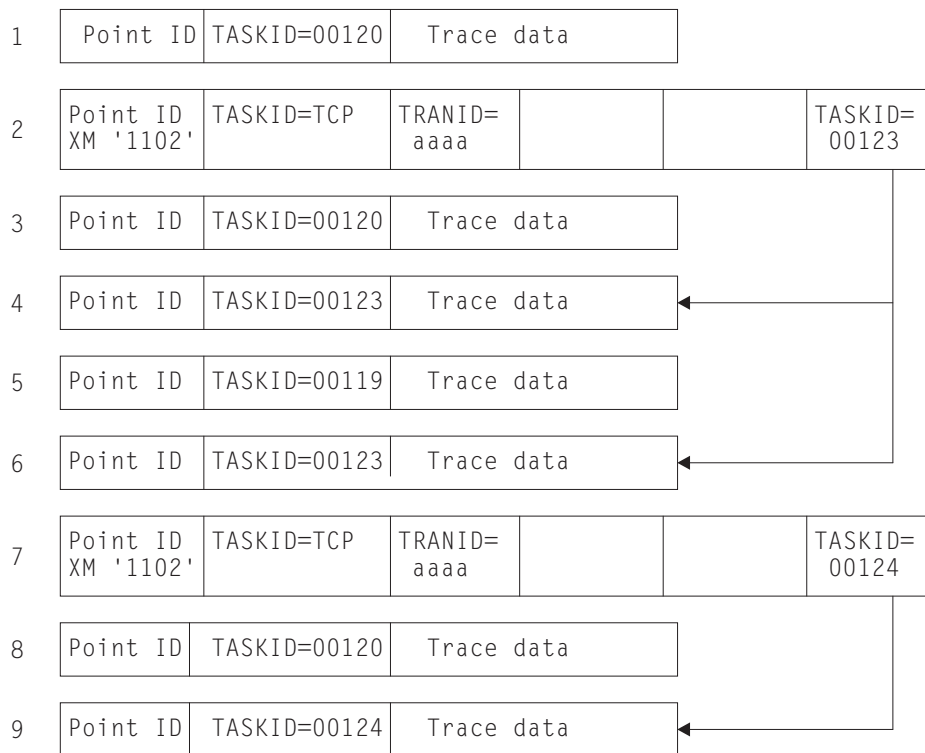 1 Point ID TASKID=00120 Trace data
2 Point ID XM '1102' TASKID=TCP TRANID= aaaa TASKID= 00123
3 Point ID TASKID=00120 Trace data
4 Point ID TASKID=00123 Trace data
5 Point ID TASKID=00119 Trace data
6 Point ID TASKID=00123 Trace data
7 Point ID XM '1102' TASKID=TCP TRANID= aaaa TASKID= 00124
8 Point ID TASKID=00120 Trace data
9 Point ID TASKID=00124 Trace data